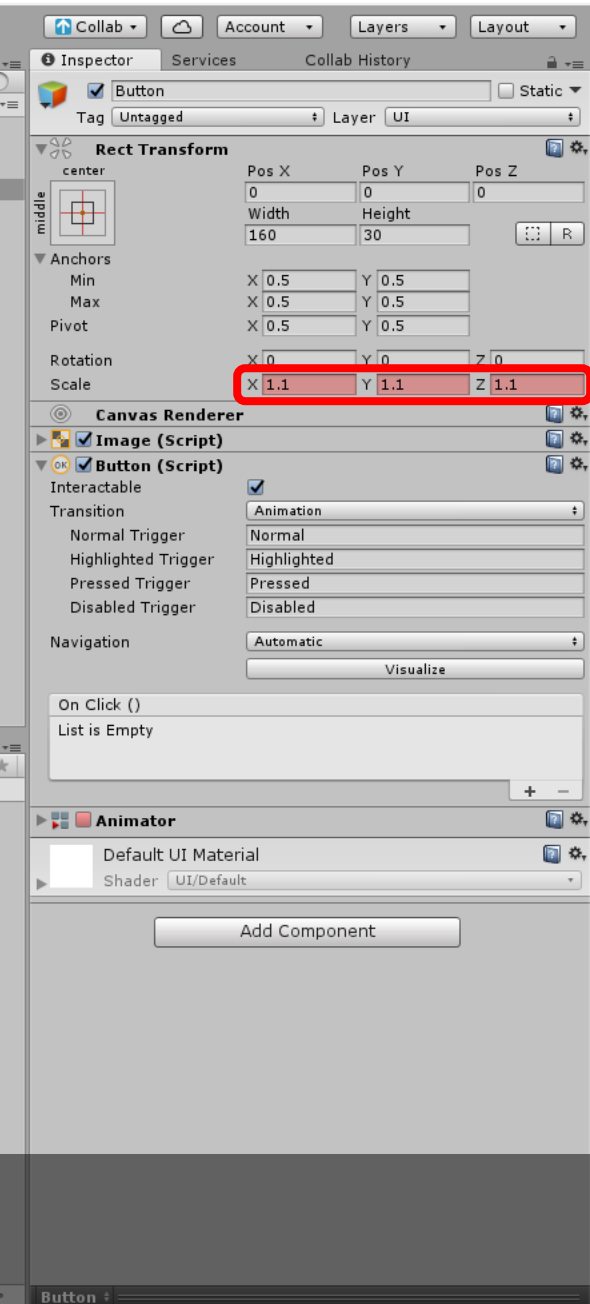 Collab Account Layers Layout
Inspector Services Collab History
Button Static
Tag Untagged Layer UI
Rect Transform
center Pos X Pos Y Pos Z
middle 0 0 0
Width Height
160 30 R
Anchors
Min X 0.5 Y 0.5
Max X 0.5 Y 0.5
Pivot X 0.5 Y 0.5
Rotation X 0 Y 0 Z 0
Scale X 1.1 Y 1.1 Z 1.1
Canvas Renderer
Image (Script)
OK Button (Script)
Interactable
Transition Animation
Normal Trigger Normal
Highlighted Trigger Highlighted
Pressed Trigger Pressed
Disabled Trigger Disabled
Navigation Automatic
Visualize
On Click ()
List is Empty
+ −
Animator
Default UI Material
Shader UI/Default
Add Component
Button